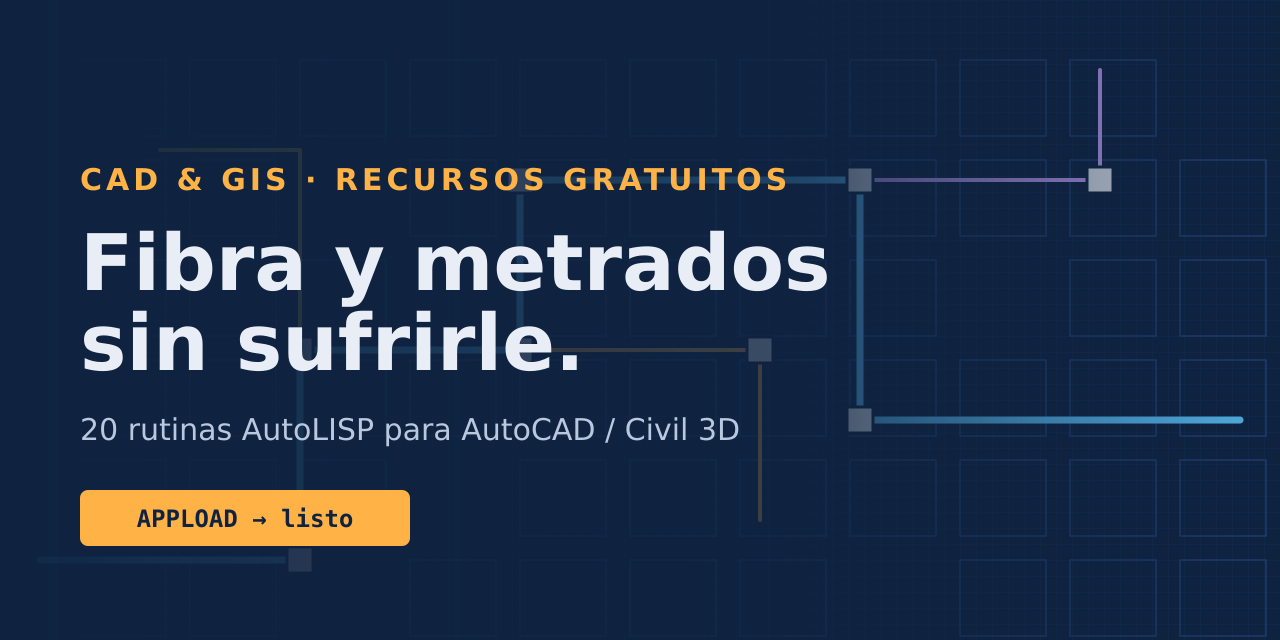 CAD & GIS · RECURSOS GRATUITOS
Fibra y metrados
sin sufrirle.
20 rutinas AutoLISP para AutoCAD / Civil 3D
APPLOAD → listo